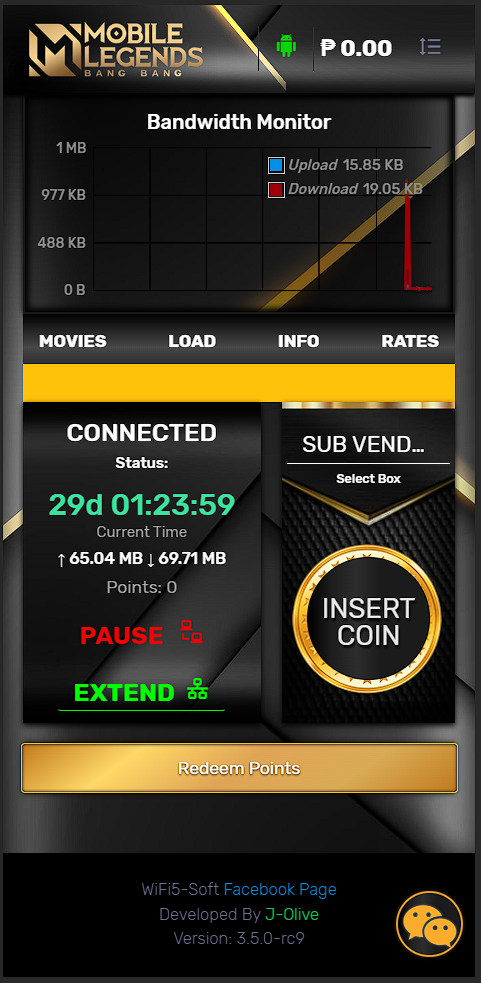 MOBILE
LEGENDS
BANG BANG
₱ 0.00
Bandwidth Monitor
1 MB
977 KB
488 KB
0 B
Upload 15.85 KB
Download 19.05 KB
MOVIES LOAD INFO RATES
CONNECTED
Status:
29d 01:23:59
Current Time
↑ 65.04 MB ↓ 69.71 MB
Points: 0
PAUSE
EXTEND
SUB VEND...
Select Box
INSERT
COIN
Redeem Points
WiFi5-Soft Facebook Page
Developed By J-Olive
Version: 3.5.0-rc9